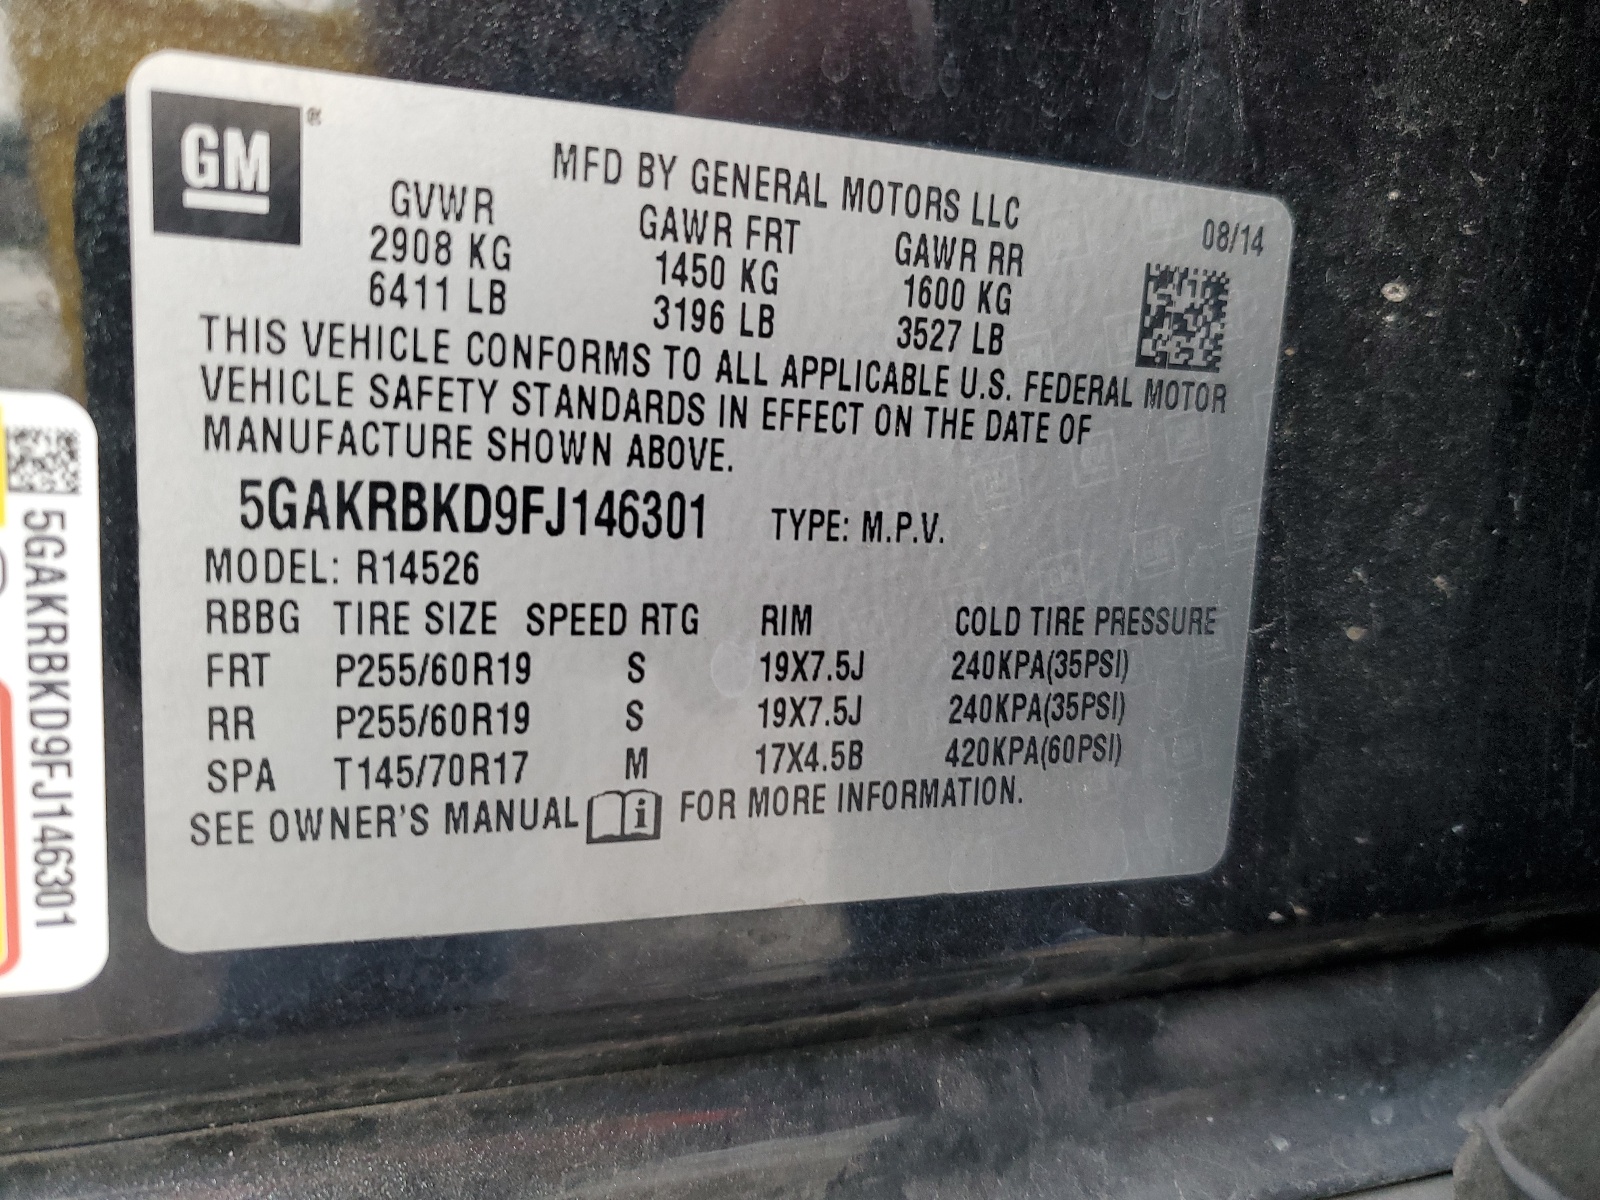 GM ®
MFD BY GENERAL MOTORS LLC
08/14
GVWR GAWR FRT GAWR RR
2908 KG 1450 KG 1600 KG
6411 LB 3196 LB 3527 LB
THIS VEHICLE CONFORMS TO ALL APPLICABLE U.S. FEDERAL MOTOR
VEHICLE SAFETY STANDARDS IN EFFECT ON THE DATE OF
MANUFACTURE SHOWN ABOVE.
5GAKRBKD9FJ146301 TYPE: M.P.V.
MODEL: R14526
RBBG TIRE SIZE SPEED RTG RIM COLD TIRE PRESSURE
FRT P255/60R19 S 19X7.5J 240KPA(35PSI)
RR P255/60R19 S 19X7.5J 240KPA(35PSI)
SPA T145/70R17 M 17X4.5B 420KPA(60PSI)
SEE OWNER'S MANUAL i FOR MORE INFORMATION.
5GAKRBKD9FJ146301